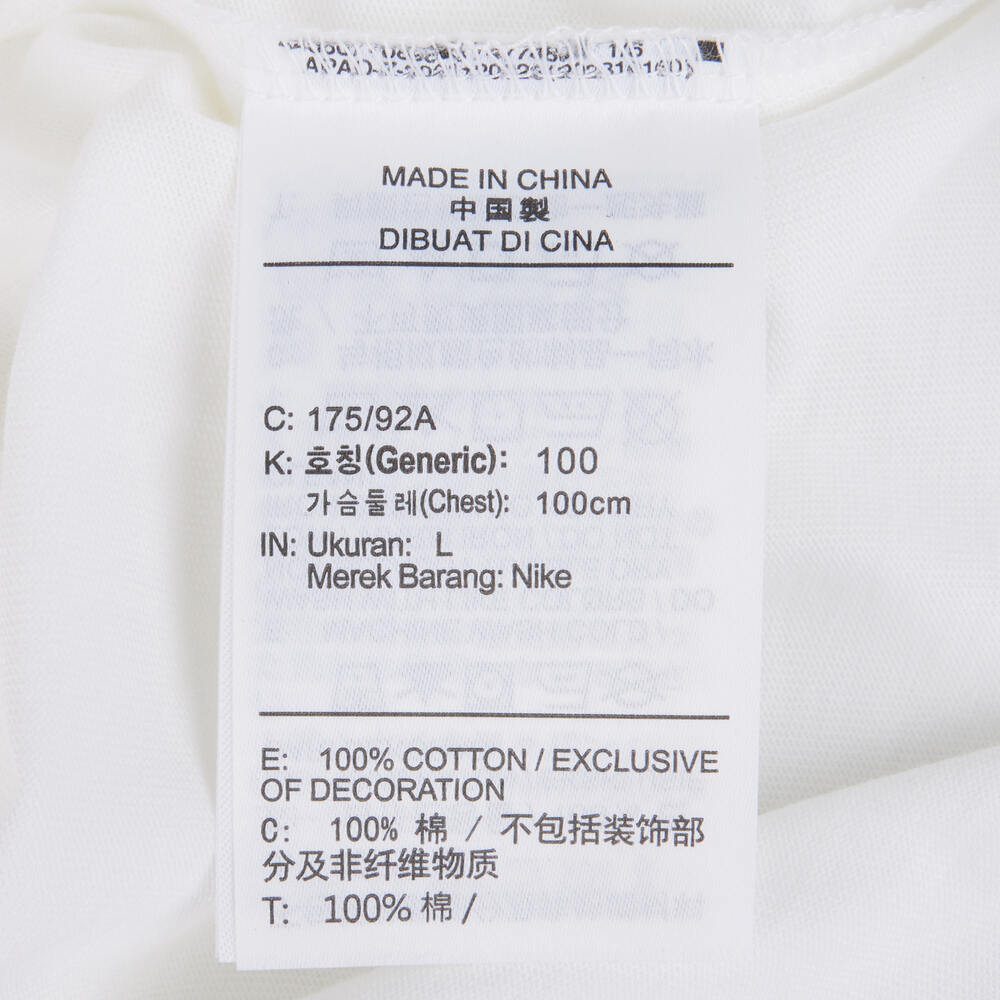 MADE IN CHINA
中国製
DIBUAT DI CINA
C: 175/92A
K: 호칭(Generic): 100
가슴둘레(Chest): 100cm
IN: Ukuran: L
Merek Barang: Nike
E: 100% COTTON / EXCLUSIVE
OF DECORATION
C: 100% 棉 / 不包括装饰部
分及非纤维物质
T: 100% 棉 /